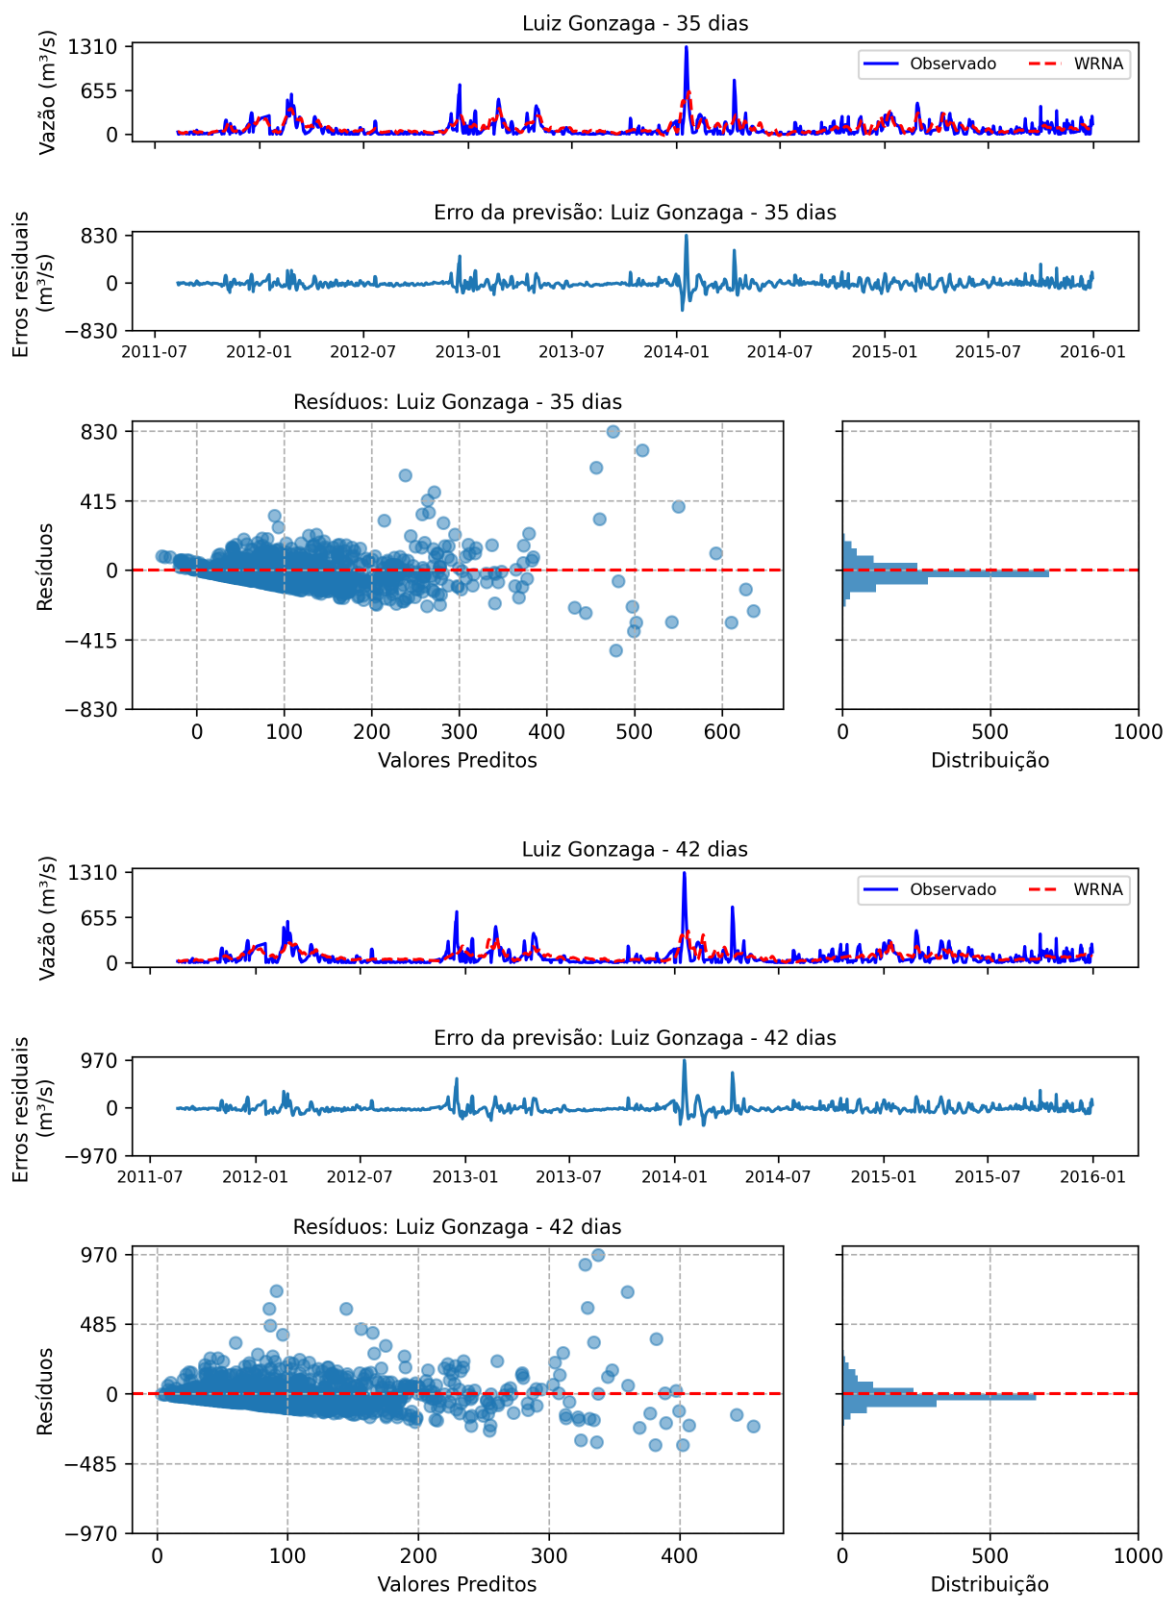 Luiz Gonzaga - 35 dias
Vazão (m³/s)
1310
655
0
Observado
WRNA
Erro da previsão: Luiz Gonzaga - 35 dias
Erros residuais
(m³/s)
830
0
−830
2011-07 2012-01 2012-07 2013-01 2013-07 2014-01 2014-07 2015-01 2015-07 2016-01
Resíduos: Luiz Gonzaga - 35 dias
Resíduos
830
415
0
−415
−830
0 100 200 300 400 500 600
Valores Preditos
0 500 1000
Distribuição
Luiz Gonzaga - 42 dias
Vazão (m³/s)
1310
655
0
Observado
WRNA
Erro da previsão: Luiz Gonzaga - 42 dias
Erros residuais
(m³/s)
970
0
−970
2011-07 2012-01 2012-07 2013-01 2013-07 2014-01 2014-07 2015-01 2015-07 2016-01
Resíduos: Luiz Gonzaga - 42 dias
Resíduos
970
485
0
−485
−970
0 100 200 300 400
Valores Preditos
0 500 1000
Distribuição